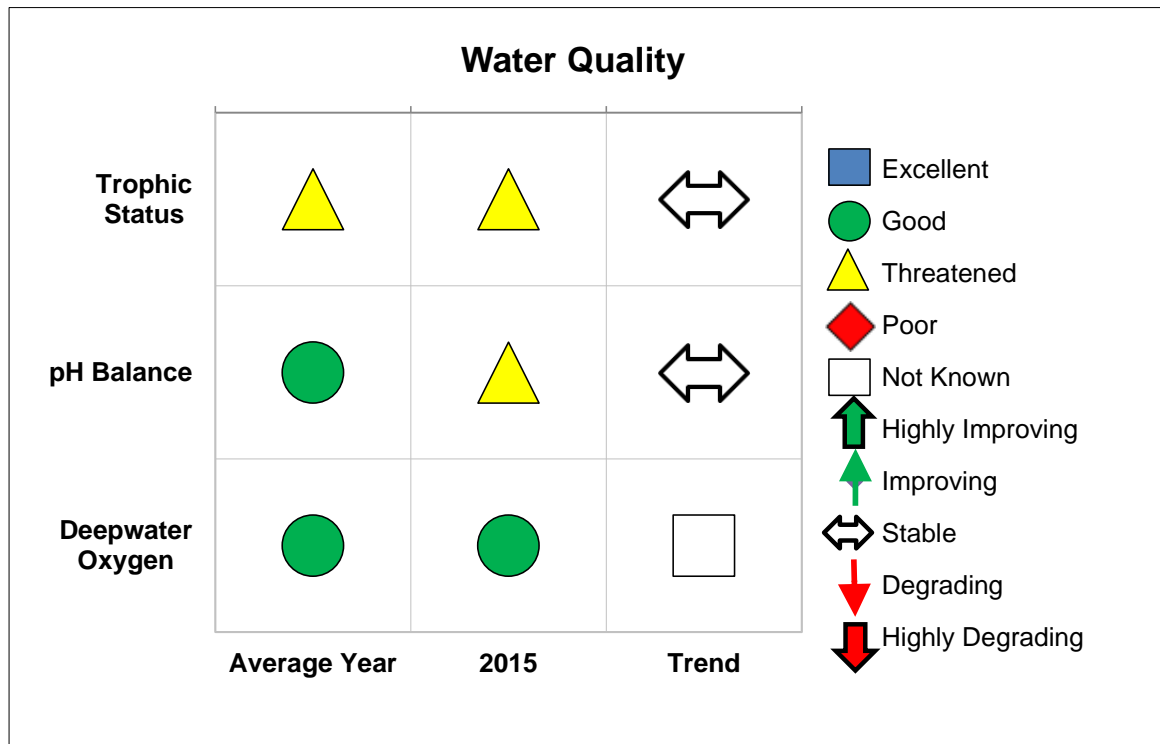 Water Quality
Trophic
Status
pH Balance
Deepwater
Oxygen
Average Year
2015
Trend
Excellent
Good
Threatened
Poor
Not Known
Highly Improving
Improving
Stable
Degrading
Highly Degrading